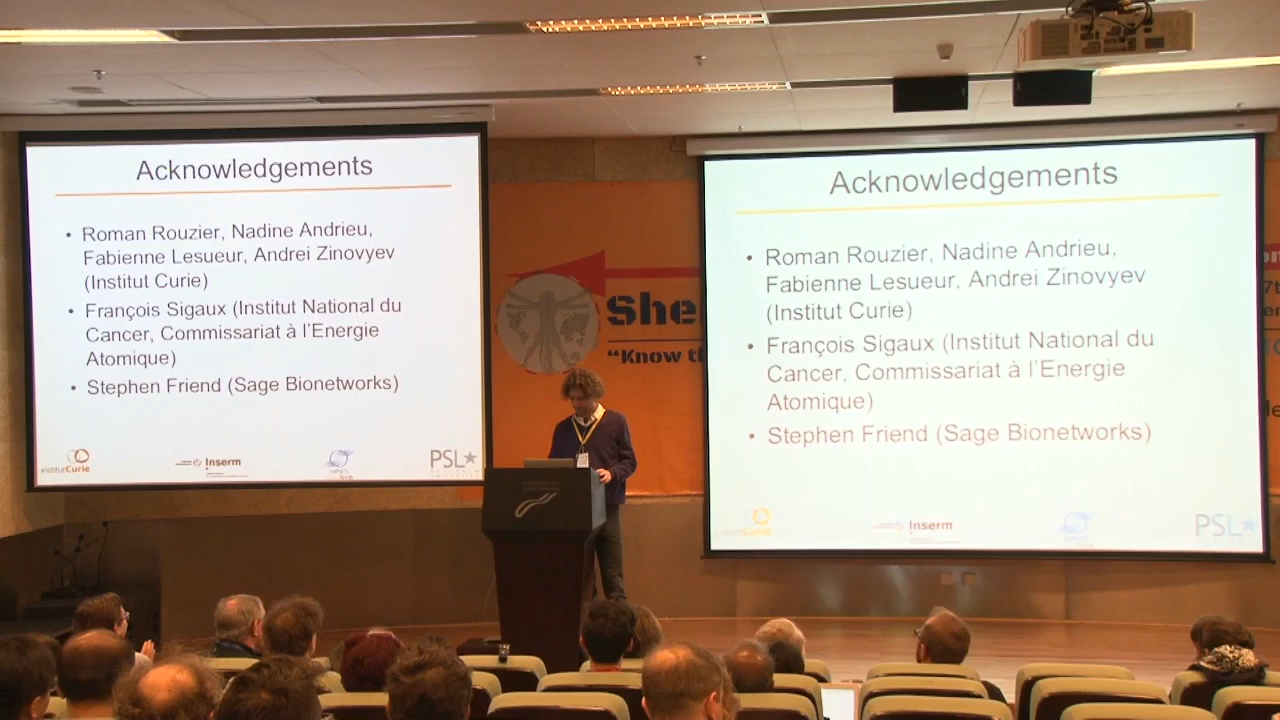 Acknowledgements
• Roman Rouzier, Nadine Andrieu,
Fabienne Lesueur, Andrei Zinovyev
(Institut Curie)
• François Sigaux (Institut National du
Cancer, Commissariat à l'Energie
Atomique)
• Stephen Friend (Sage Bionetworks)
institutCurie
Inserm
PSL
She
“Know th
Acknowledgements
• Roman Rouzier, Nadine Andrieu,
Fabienne Lesueur, Andrei Zinovyev
(Institut Curie)
• François Sigaux (Institut National du
Cancer, Commissariat à l'Energie
Atomique)
• Stephen Friend (Sage Bionetworks)
institutCurie
Inserm
PSL